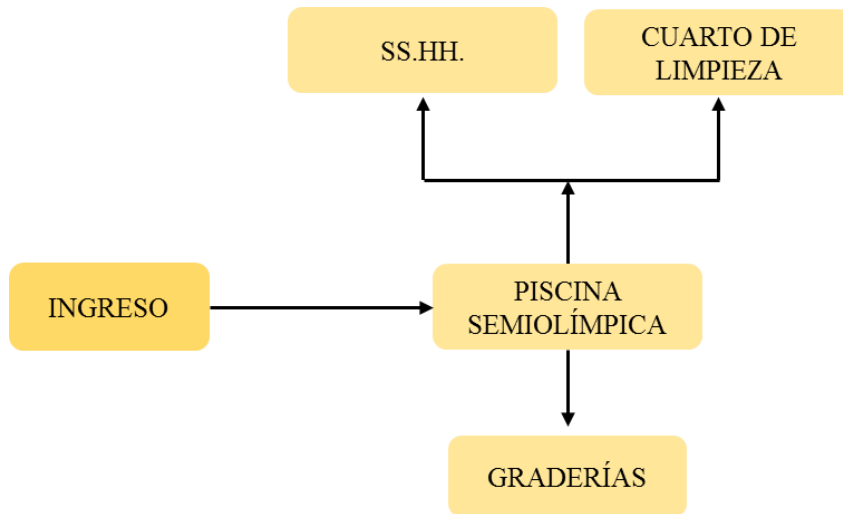 SS.HH.
CUARTO DE
LIMPIEZA
INGRESO
PISCINA
SEMIOLÍMPICA
GRADERÍAS